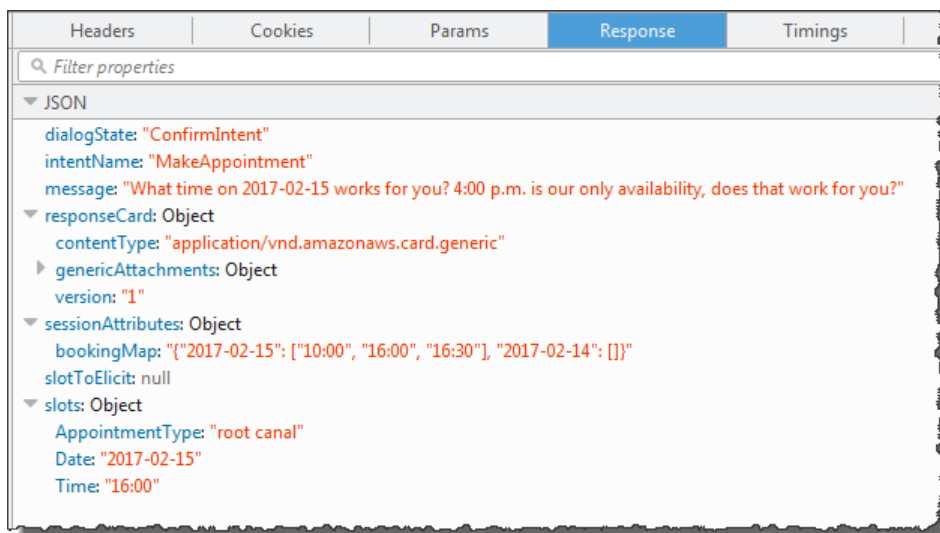 Headers Cookies Params Response Timings
Filter properties
JSON
dialogState: "ConfirmIntent"
intentName: "MakeAppointment"
message: "What time on 2017-02-15 works for you? 4:00 p.m. is our only availability, does that work for you?"
responseCard: Object
contentType: "application/vnd.amazonaws.card.generic"
genericAttachments: Object
version: "1"
sessionAttributes: Object
bookingMap: "{"2017-02-15": ["10:00", "16:00", "16:30"], "2017-02-14": []}"
slotToElicit: null
slots: Object
AppointmentType: "root canal"
Date: "2017-02-15"
Time: "16:00"